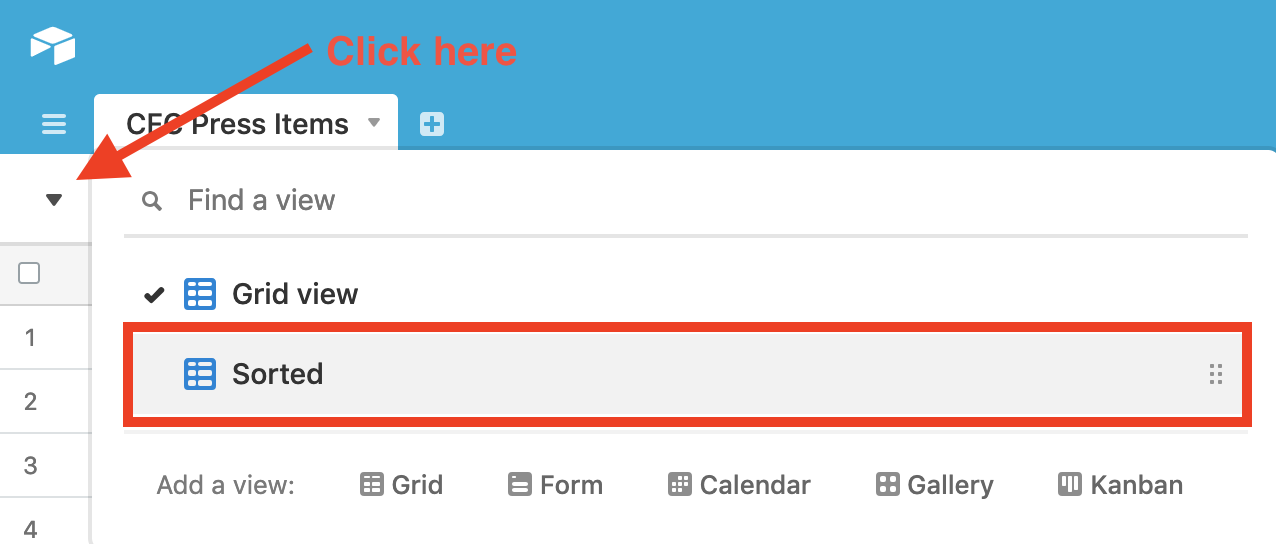 Click here
CFC Press Items
Find a view
Grid view
1
Sorted
2
3
Add a view: Grid Form Calendar Gallery Kanban
4